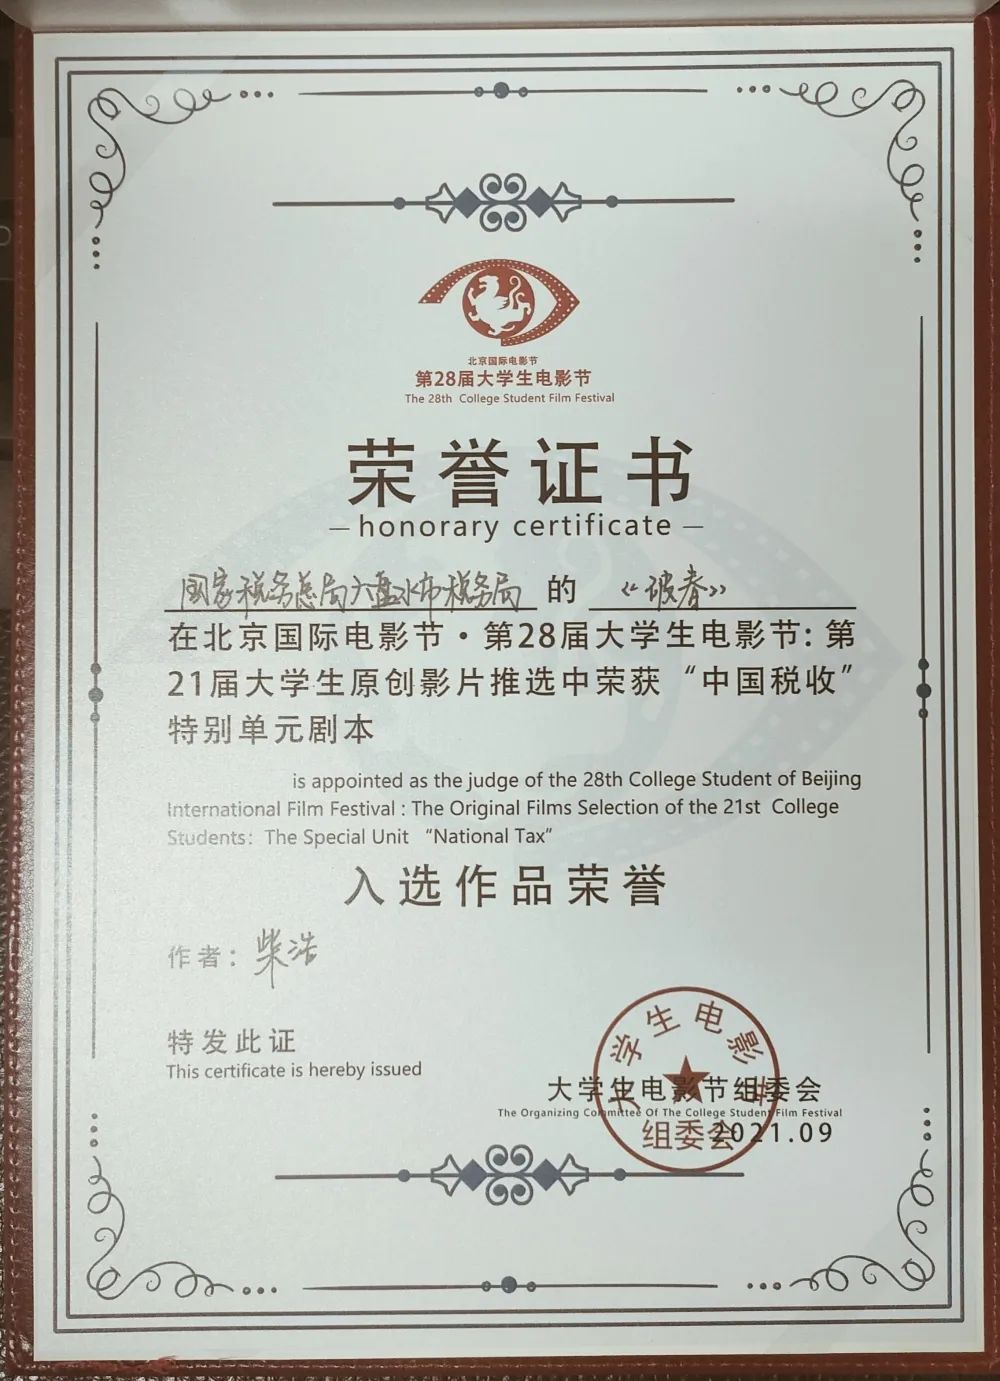 北京国际电影节
第28届大学生电影节
The 28th College Student Film Festival
荣誉证书
—honorary certificate—
国家税务总局六盘水市税务局 的 《破春》
在北京国际电影节·第28届大学生电影节:第
21届大学生原创影片推选中荣获“中国税收”
特别单元剧本
is appointed as the judge of the 28th College Student of Beijing
International Film Festival : The Original Films Selection of the 21st College
Students: The Special Unit “National Tax”
入选作品荣誉
作者: 柴浩
特发此证
This certificate is hereby issued
大学生电影节组委会
The Organizing Committee Of The College Student Film Festival
2021.09
大学生电影节
组委会